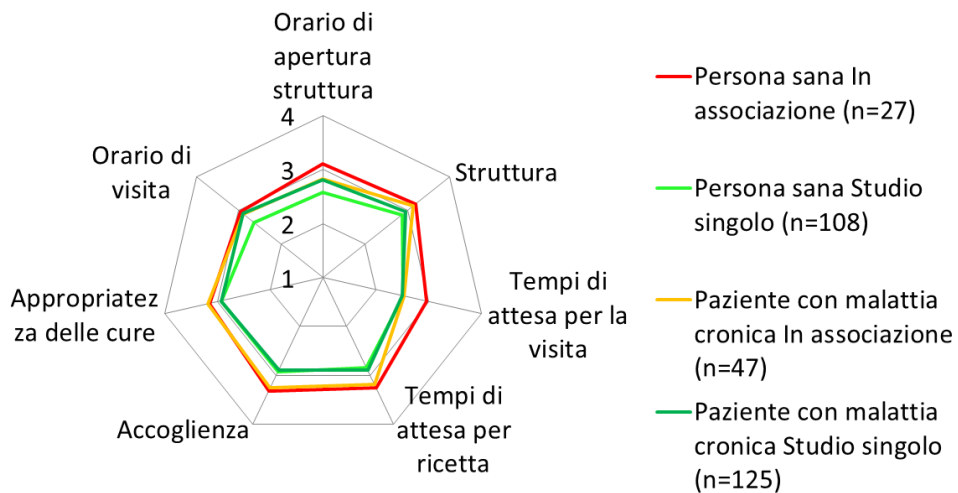 Orario di
apertura
struttura
4
3
2
1
Struttura
Tempi di
attesa per la
visita
Tempi di
attesa per
ricetta
Accoglienza
Appropriatez
za delle cure
Orario di
visita
Persona sana In
associazione (n=27)
Persona sana Studio
singolo (n=108)
Paziente con malattia
cronica In associazione
(n=47)
Paziente con malattia
cronica Studio singolo
(n=125)